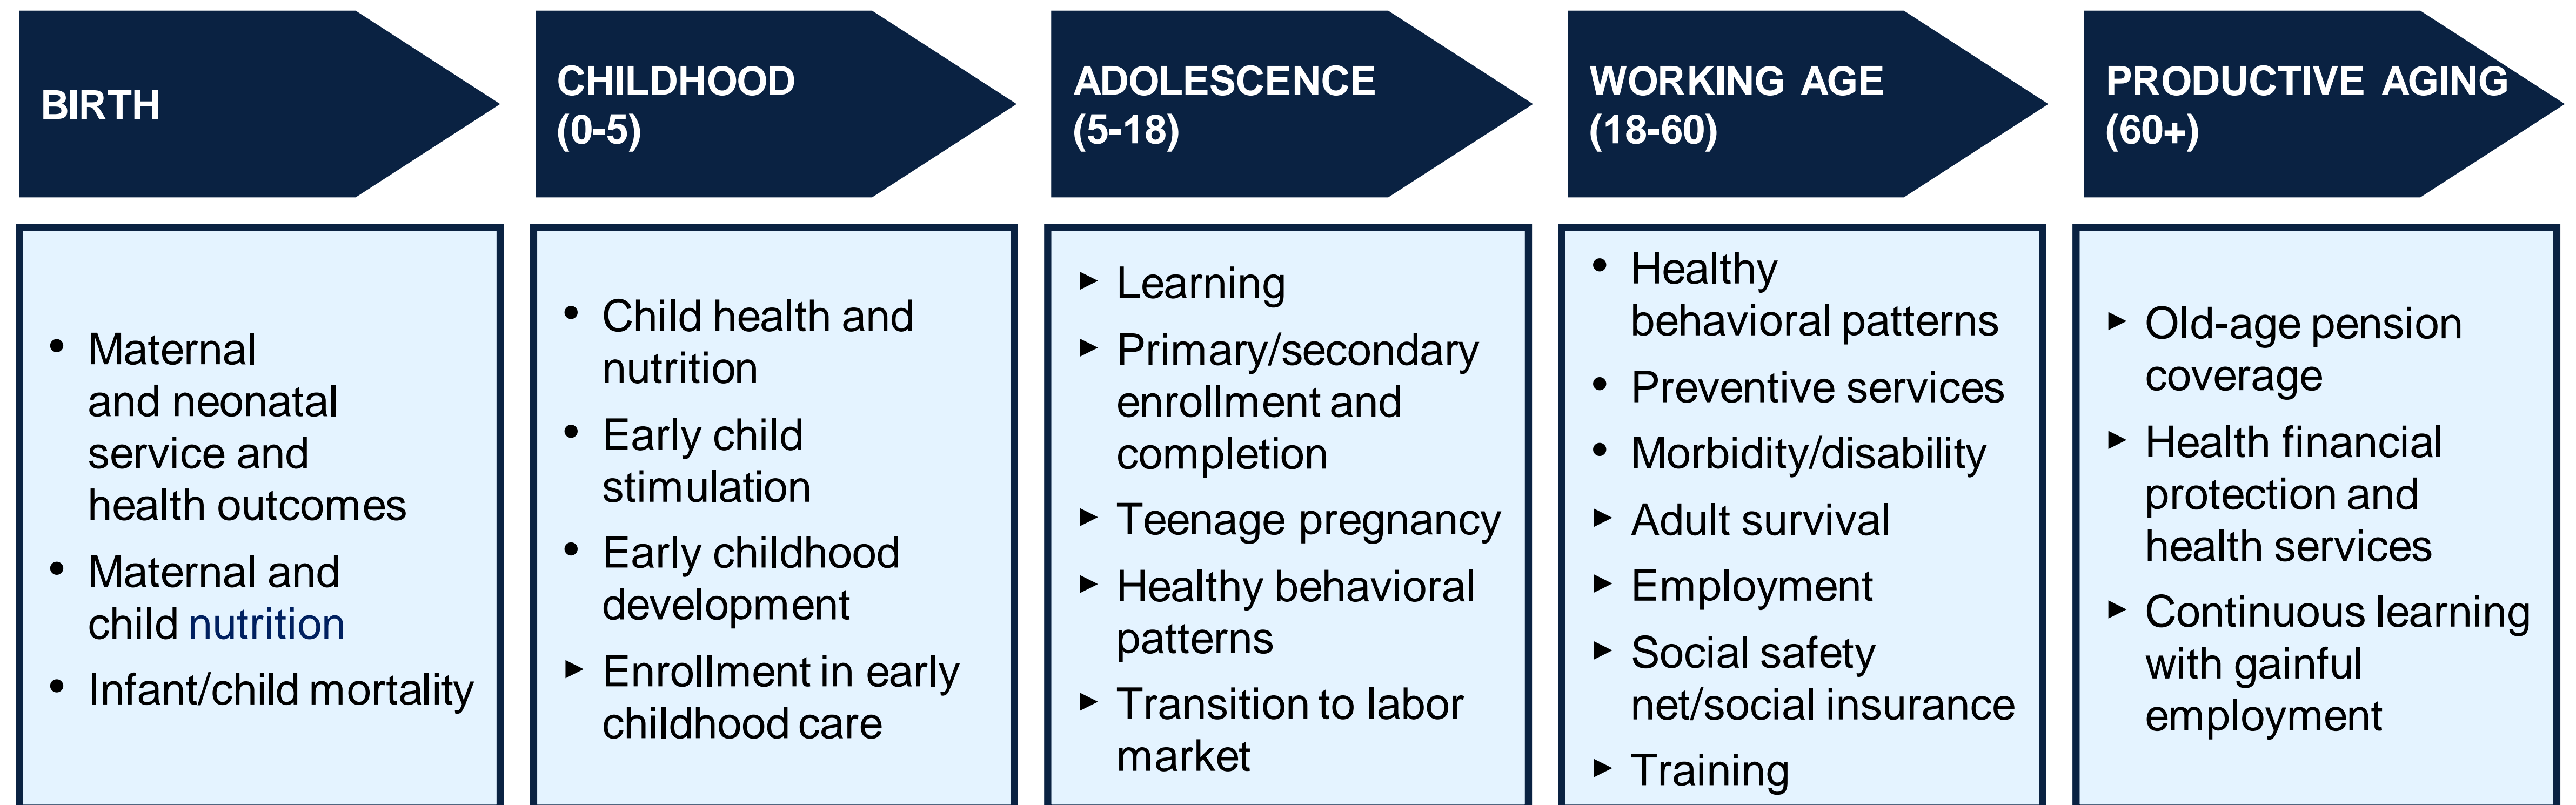 BIRTH
• Maternal
and neonatal
service and
health outcomes
• Maternal and
child nutrition
• Infant/child mortality
CHILDHOOD
(0-5)
• Child health and
nutrition
• Early child
stimulation
• Early childhood
development
► Enrollment in early
childhood care
ADOLESCENCE
(5-18)
► Learning
► Primary/secondary
enrollment and
completion
► Teenage pregnancy
► Healthy behavioral
patterns
► Transition to labor
market
WORKING AGE
(18-60)
• Healthy
behavioral patterns
• Preventive services
• Morbidity/disability
► Adult survival
► Employment
► Social safety
net/social insurance
► Training
PRODUCTIVE AGING
(60+)
► Old-age pension
coverage
► Health financial
protection and
health services
► Continuous learning
with gainful
employment